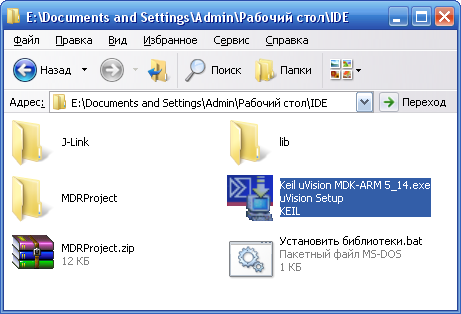 E:\Documents and Settings\Admin\Рабочий стол\IDE
Файл Правка Вид Избранное Сервис Справка
Назад Поиск Папки
Адрес: E:\Documents and Settings\Admin\Рабочий стол\IDE Переход
J-Link
lib
MDRProject
Keil uVision MDK-ARM 5_14.exe
uVision Setup
KEIL
MDRProject.zip
12 КБ
Установить библиотеки.bat
Пакетный файл MS-DOS
1 КБ